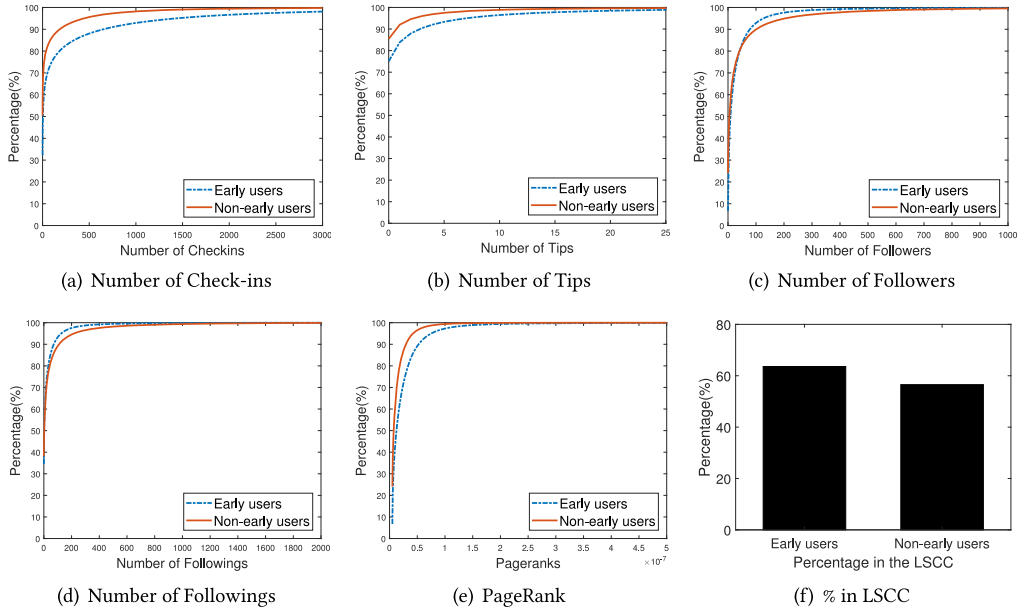 100
90
80
70
60
50
40
30
20
10
0
Percentage(%)
Early users
Non-early users
0 500 1000 1500 2000 2500 3000
Number of Checkins
(a) Number of Check-ins
100
90
80
70
60
50
40
30
20
10
0
Percentage(%)
Early users
Non-early users
0 5 10 15 20 25
Number of Tips
(b) Number of Tips
100
90
80
70
60
50
40
30
20
10
0
Percentage(%)
Early users
Non-early users
0 100 200 300 400 500 600 700 800 900 1000
Number of Followers
(c) Number of Followers
100
90
80
70
60
50
40
30
20
10
0
Percentage(%)
Early users
Non-early users
0 200 400 600 800 1000 1200 1400 1600 1800 2000
Number of Followings
(d) Number of Followings
100
90
80
70
60
50
40
30
20
10
0
Percentage(%)
Early users
Non-early users
0 0.5 1 1.5 2 2.5 3 3.5 4 4.5 5
Pageranks ×10⁻⁷
(e) PageRank
80
60
40
20
0
Percentage(%)
Early users Non-early users
Percentage in the LSCC
(f) % in LSCC